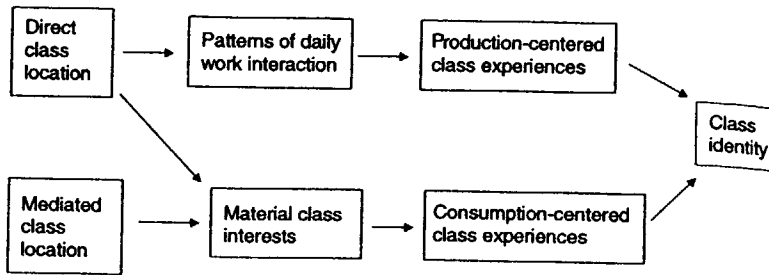 Direct
class
location
Patterns of daily
work interaction
Production-centered
class experiences
Class
identity
Mediated
class
location
Material class
interests
Consumption-centered
class experiences